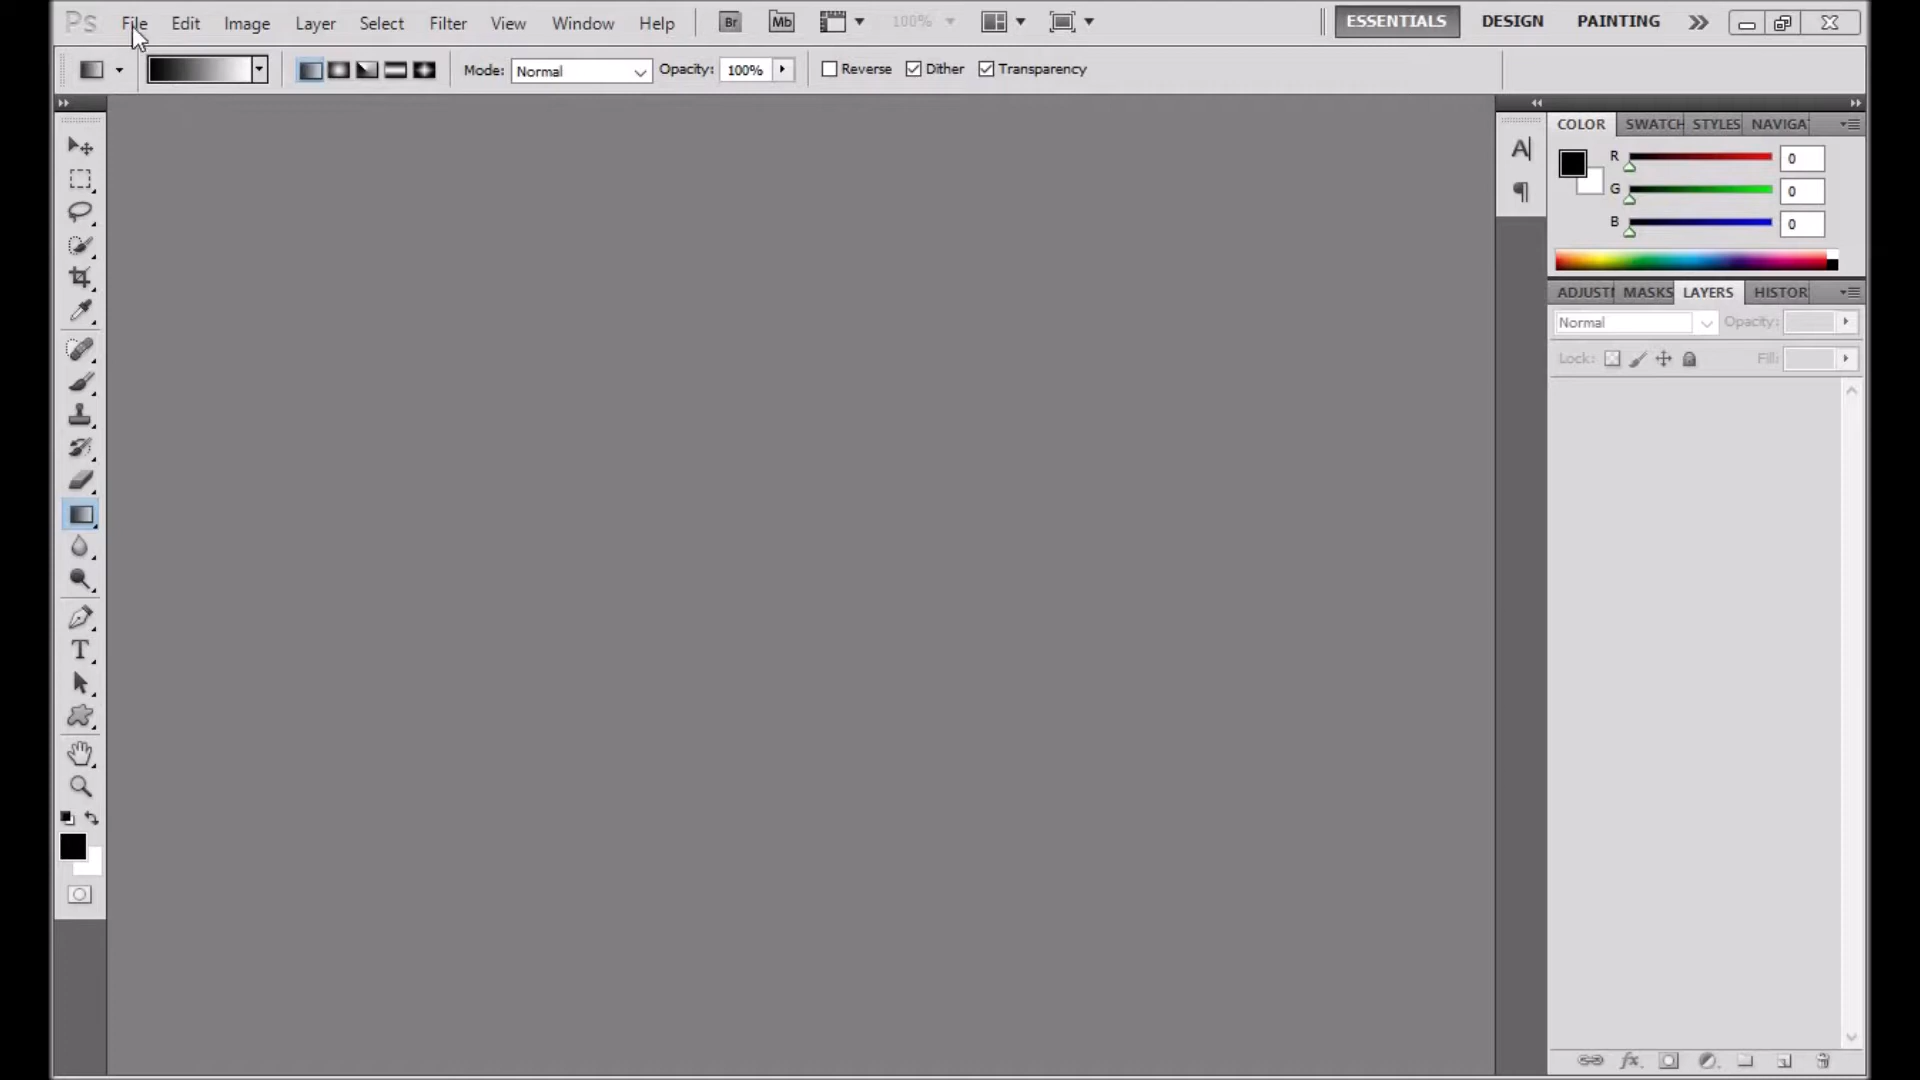 Ps File Edit Image Layer Select Filter View Window Help Br Mb 100% ESSENTIALS DESIGN PAINTING
Mode: Normal Opacity: 100% Reverse Dither Transparency
COLOR SWATCH STYLES NAVIGA
A
R 0
G 0
B 0
ADJUSTI MASKS LAYERS HISTOR
Normal Opacity:
Lock: Fill:
T
fx